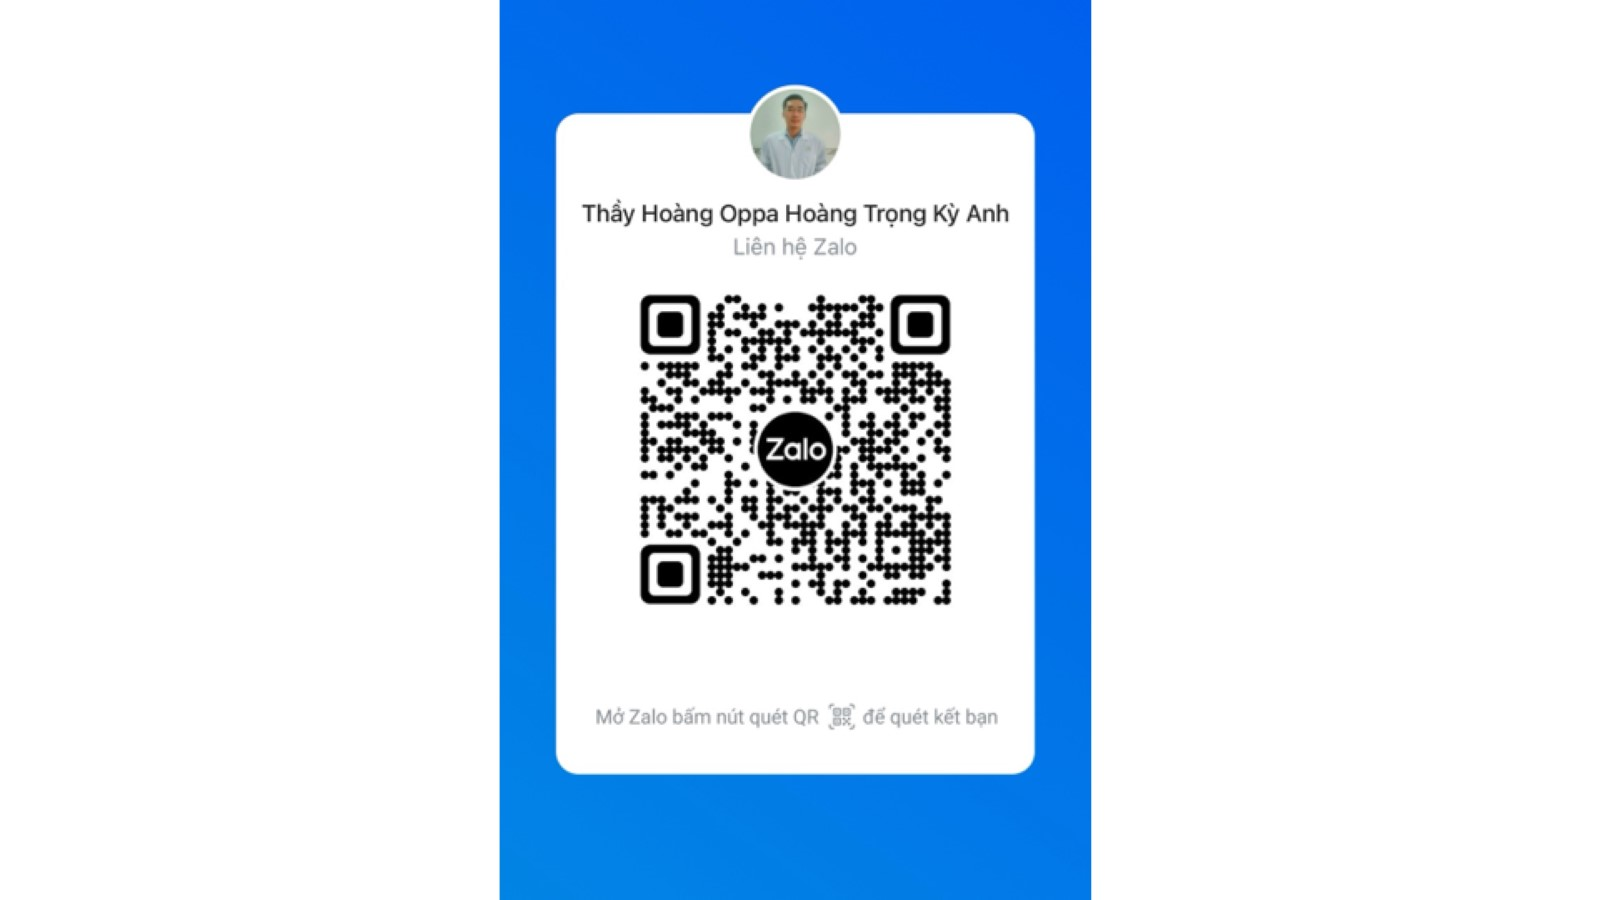 Thầy Hoàng Oppa Hoàng Trọng Kỳ Anh
Liên hệ Zalo
Zalo
Mở Zalo bấm nút quét QR để quét kết bạn